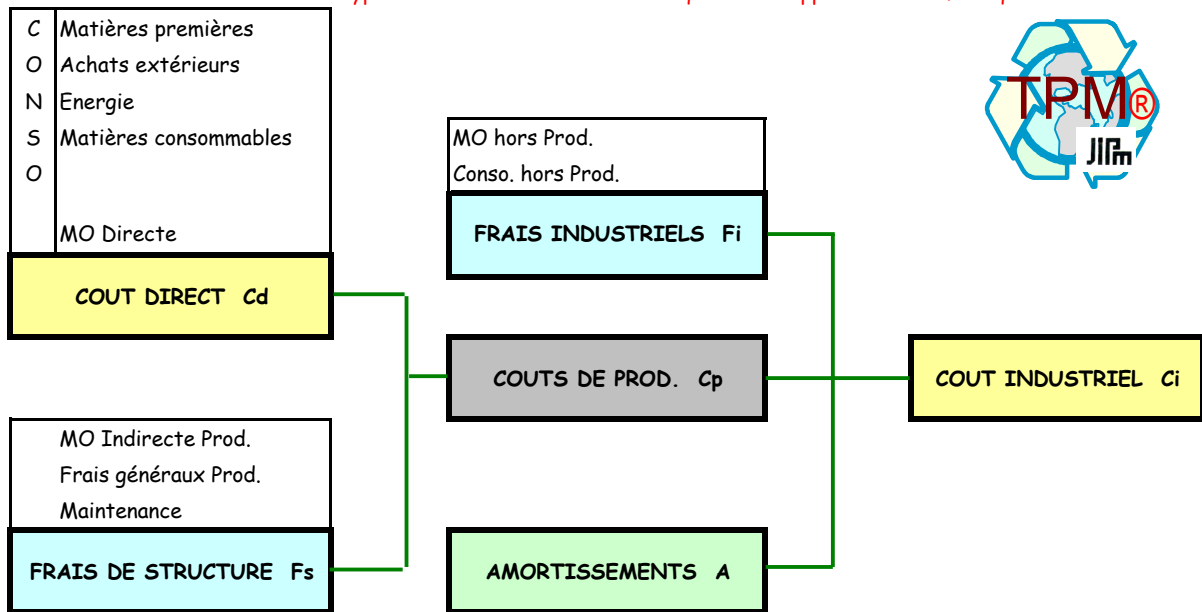 C Matières premières
O Achats extérieurs
N Energie
S Matières consommables
O
MO Directe
COUT DIRECT Cd
MO Indirecte Prod.
Frais généraux Prod.
Maintenance
FRAIS DE STRUCTURE Fs
MO hors Prod.
Conso. hors Prod.
FRAIS INDUSTRIELS Fi
COUTS DE PROD. Cp
AMORTISSEMENTS A
COUT INDUSTRIEL Ci
TPM®
JIPm